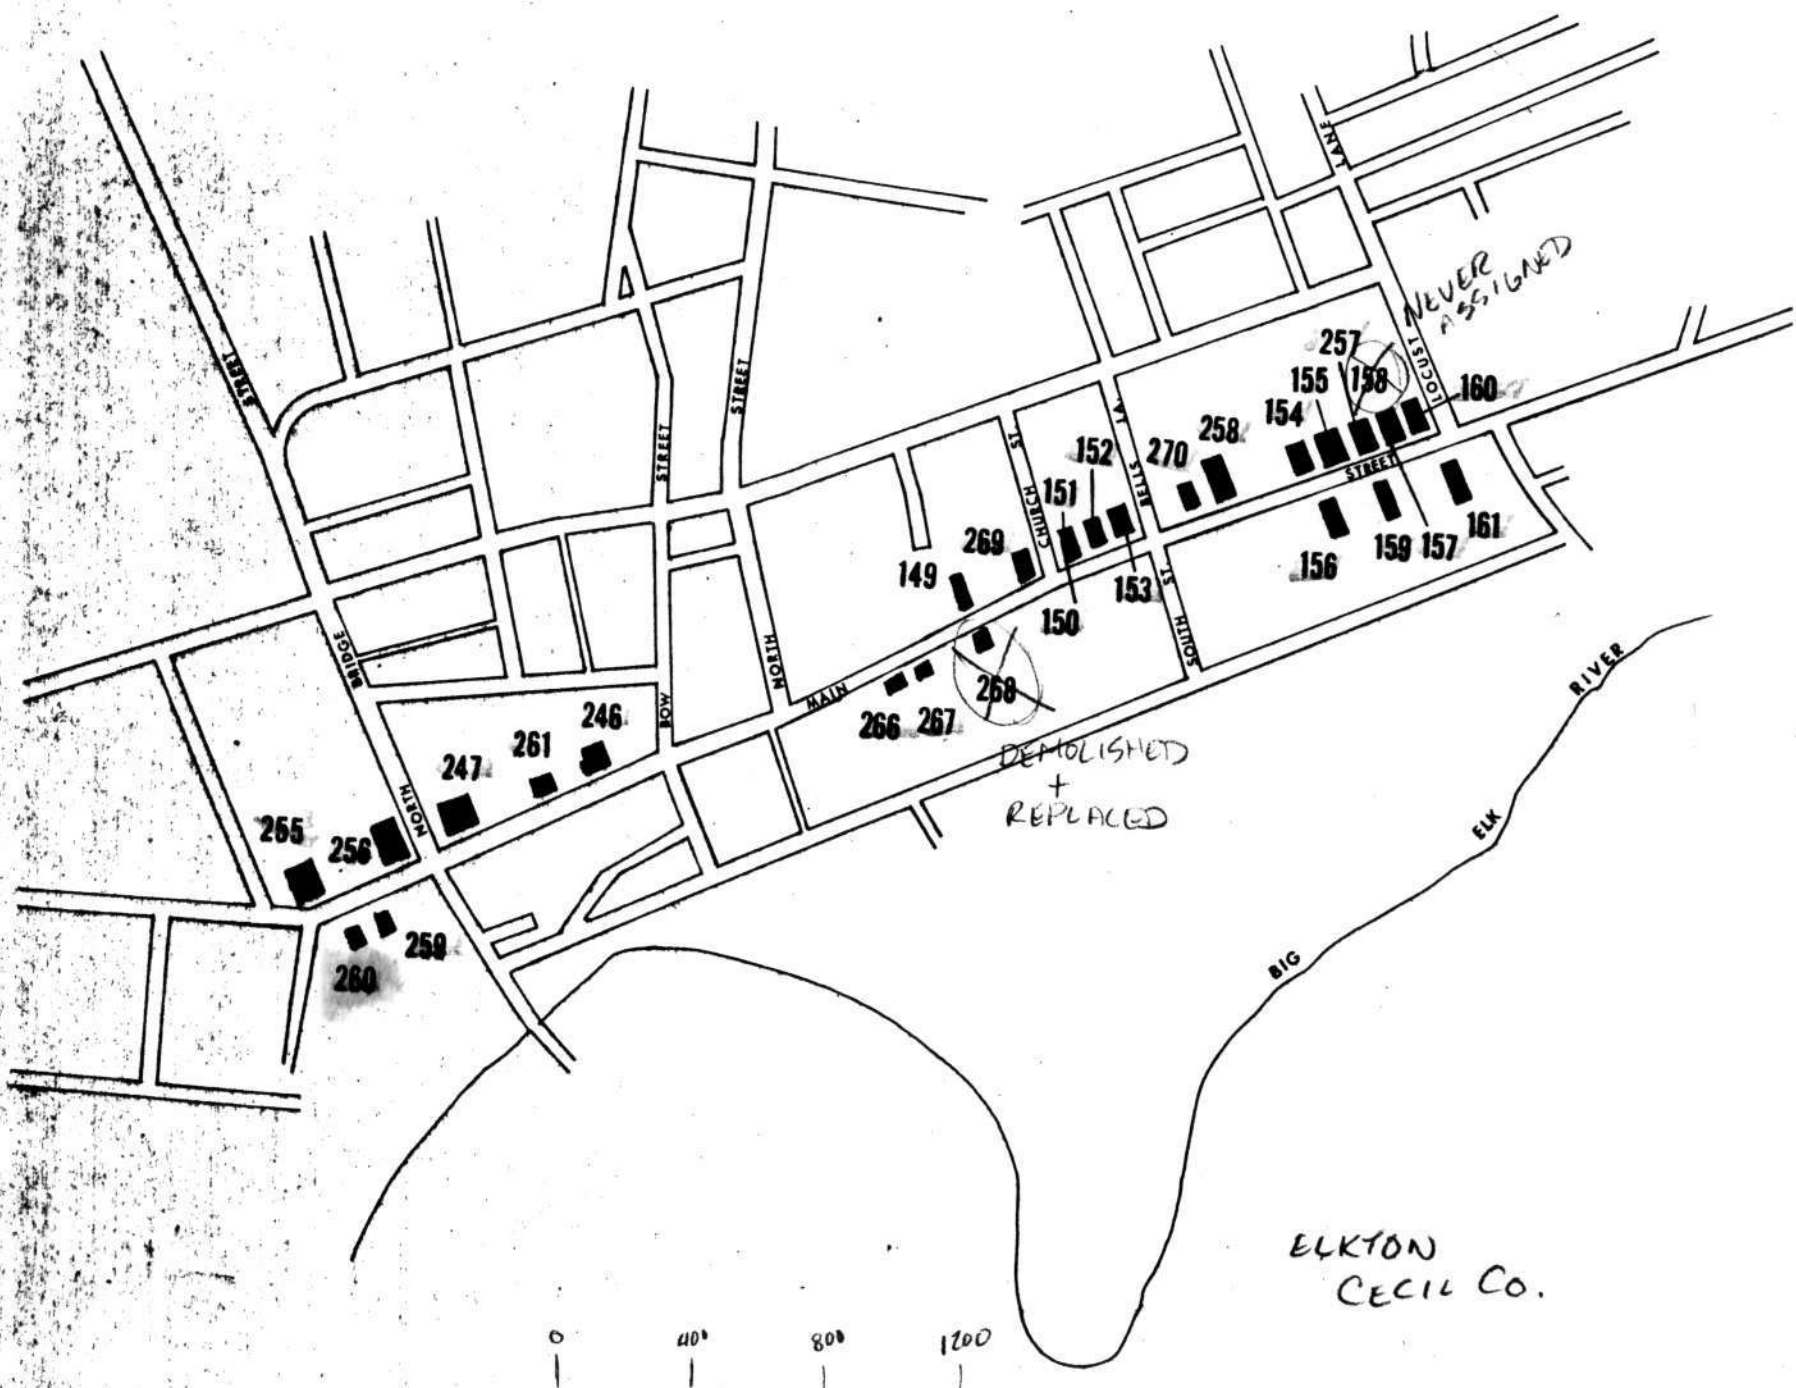 LANE
NEVER
ASSIGNED
STREET
257
155
158
LOCUST
160
STREET
154
ST.
LA.
258
STREET
152
270
BELLS
STREET
151
CHURCH
161
269
159
157
149
156
153
ST.
150
BRIDGE
NORTH
SOUTH
RIVER
268
MAIN
BOW
266
267
246
261
247
DEMOLISHED
+
REPLACED
NORTH
265
256
ELK
259
260
BIG
ELKTON
CECIL CO.
0
400
800
1200